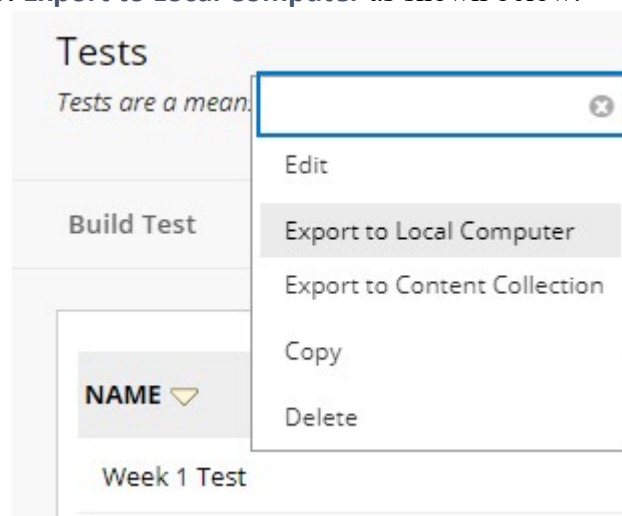 Export to Local Computer as shown below.
Tests
Tests are a mean
Edit
Build Test
Export to Local Computer
Export to Content Collection
Copy
NAME
Delete
Week 1 Test